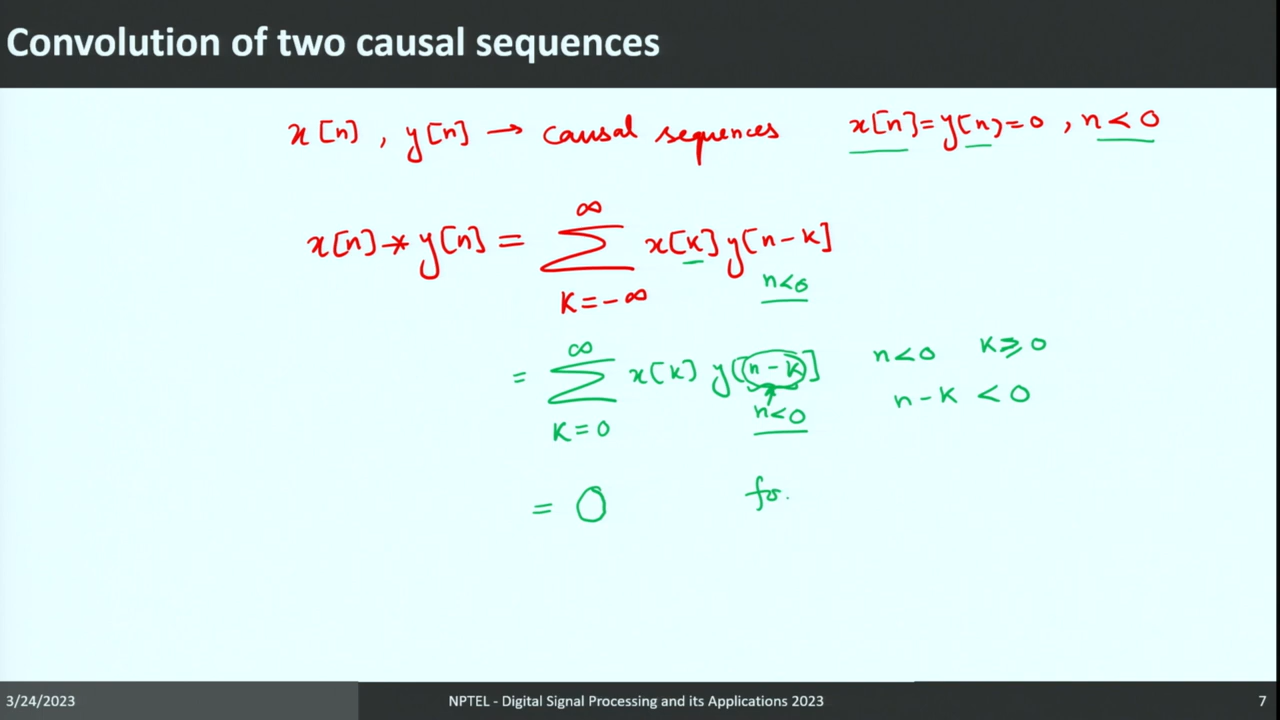 Convolution of two causal sequences
x[n] , y[n] → causal sequences x[n]=y[n]=0 , n<0
∞
x[n]*y[n] = ∑ x[k]y[n-k]
K=-∞
n<0
∞
= ∑ x[k] y[n-k] n<0 K≥0
n<0 n-k <0
K=0
= 0 for
3/24/2023 NPTEL - Digital Signal Processing and its Applications 2023 7